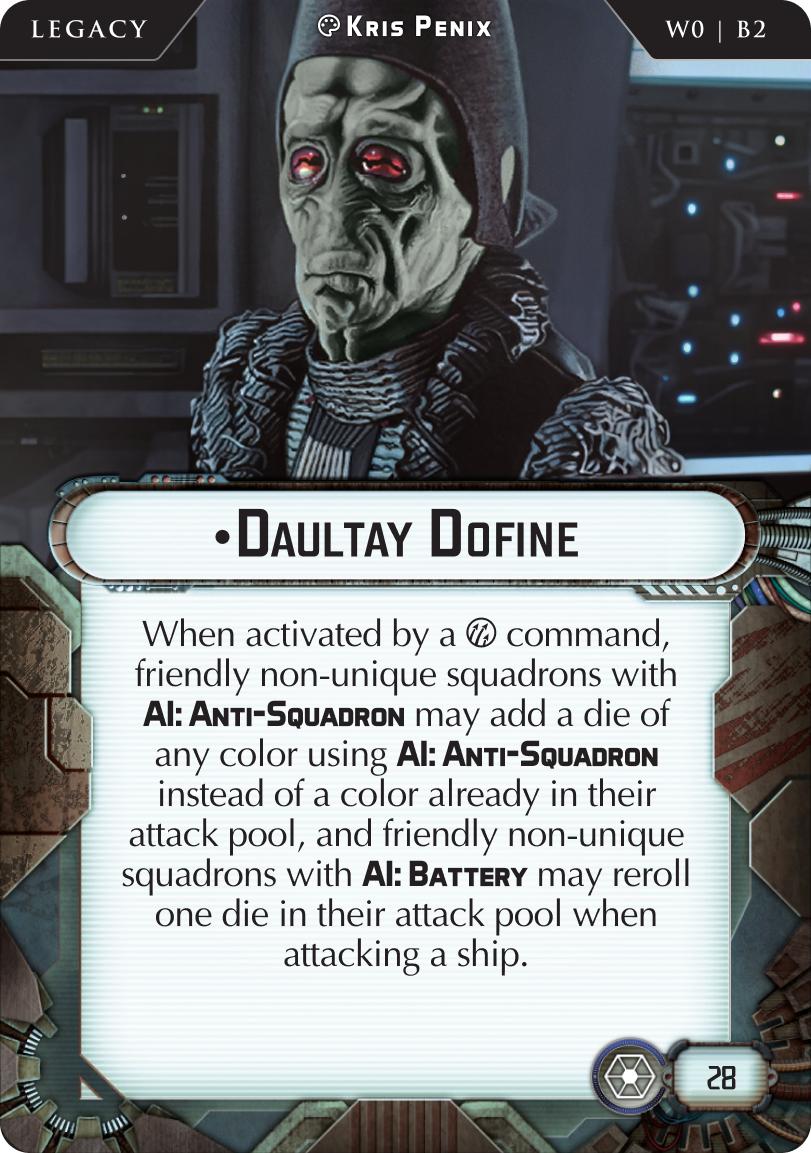 LEGACY
Kris Penix
W0 | B2
•Daultay Dofine
When activated by a command,
friendly non-unique squadrons with
AI: Anti-Squadron may add a die of
any color using AI: Anti-Squadron
instead of a color already in their
attack pool, and friendly non-unique
squadrons with AI: Battery may reroll
one die in their attack pool when
attacking a ship.
28